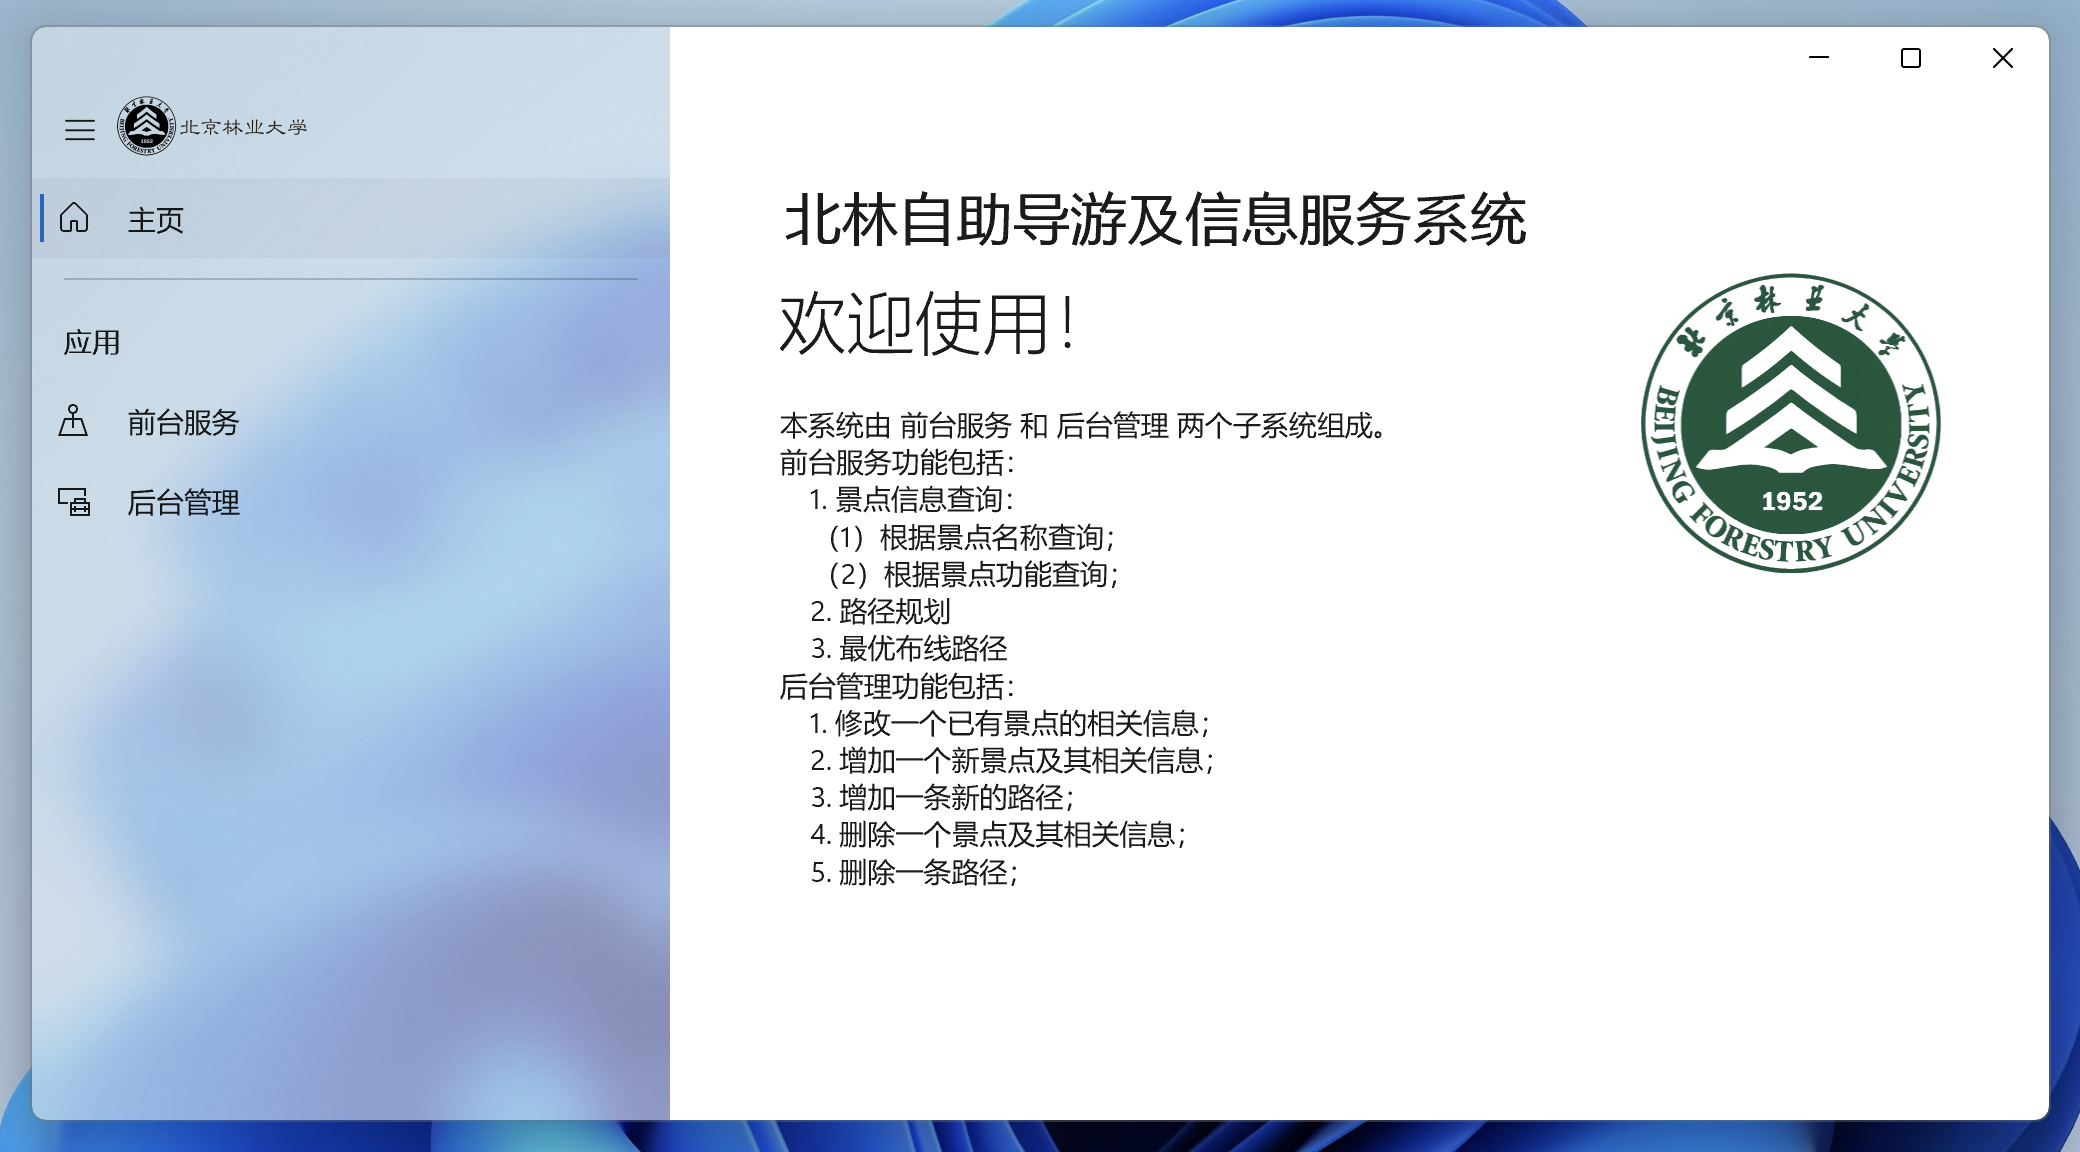 北京林业大学
主页
应用
前台服务
后台管理
北林自助导游及信息服务系统
欢迎使用！
本系统由 前台服务 和 后台管理 两个子系统组成。
前台服务功能包括：
1. 景点信息查询：
（1）根据景点名称查询；
（2）根据景点功能查询；
2. 路径规划
3. 最优布线路径
后台管理功能包括：
1. 修改一个已有景点的相关信息；
2. 增加一个新景点及其相关信息；
3. 增加一条新的路径；
4. 删除一个景点及其相关信息；
5. 删除一条路径；
北京林业大学
1952
BEIJING FORESTRY UNIVERSITY